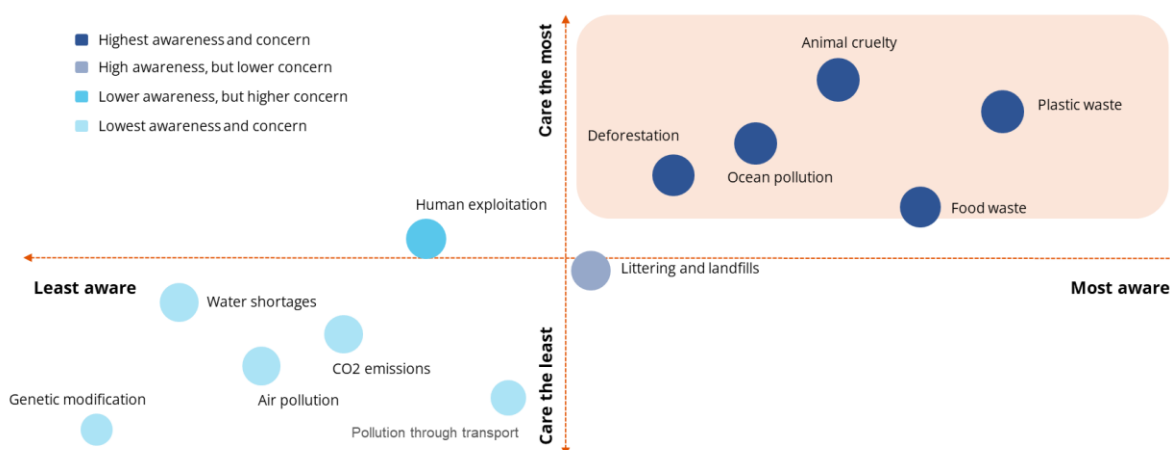 Highest awareness and concern
High awareness, but lower concern
Lower awareness, but higher concern
Lowest awareness and concern
Care the most
Animal cruelty
Plastic waste
Deforestation
Ocean pollution
Food waste
Human exploitation
Littering and landfills
Least aware
Most aware
Water shortages
CO2 emissions
Care the least
Genetic modification
Air pollution
Pollution through transport